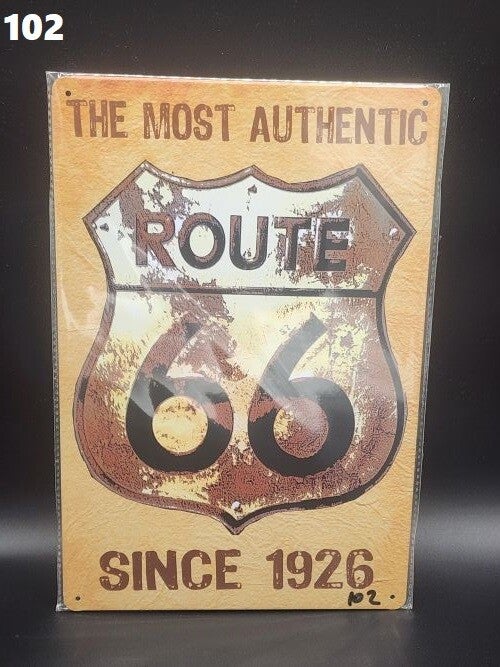 102
THE MOST AUTHENTIC
ROUTE
66
SINCE 1926
102